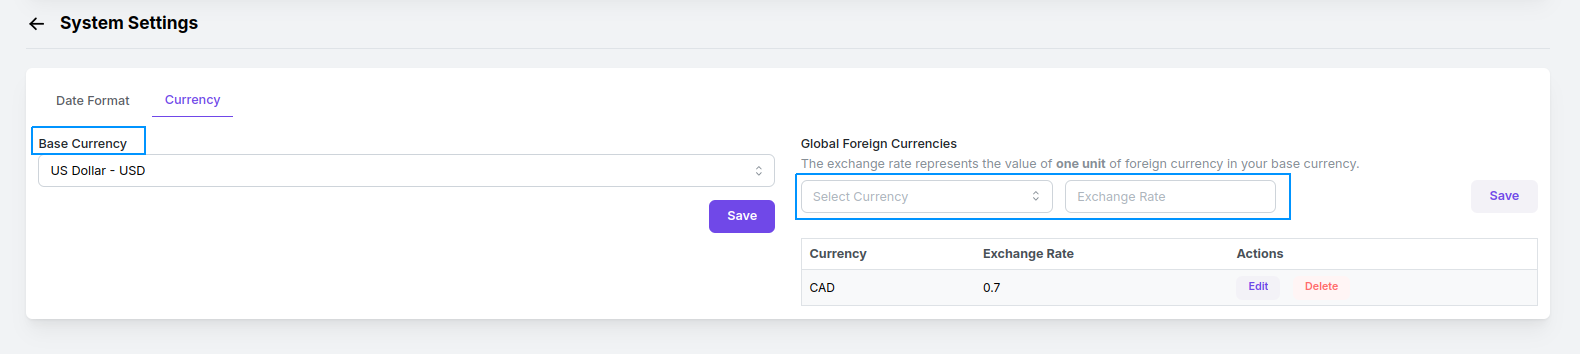 System Settings
Date Format
Currency
Base Currency
US Dollar - USD
Save
Global Foreign Currencies
The exchange rate represents the value of one unit of foreign currency in your base currency.
Select Currency
Exchange Rate
Save
Currency Exchange Rate Actions
CAD 0.7 Edit Delete